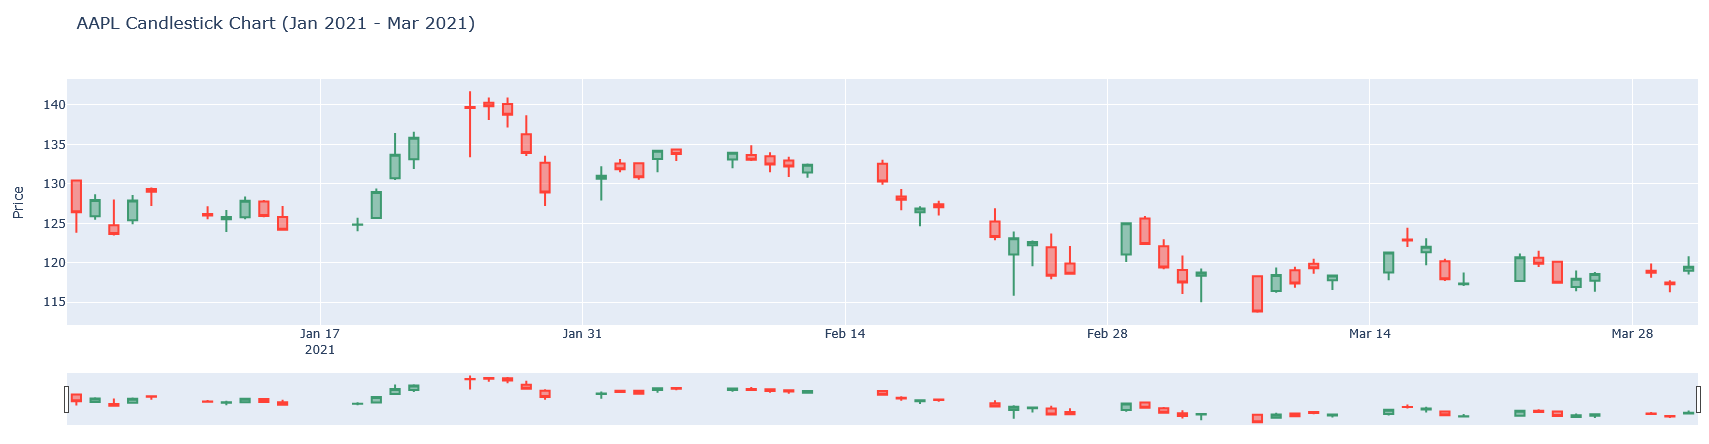 AAPL Candlestick Chart (Jan 2021 - Mar 2021)
140
135
130
125
120
115
Price
Jan 17
2021
Jan 31
Feb 14
Feb 28
Mar 14
Mar 28